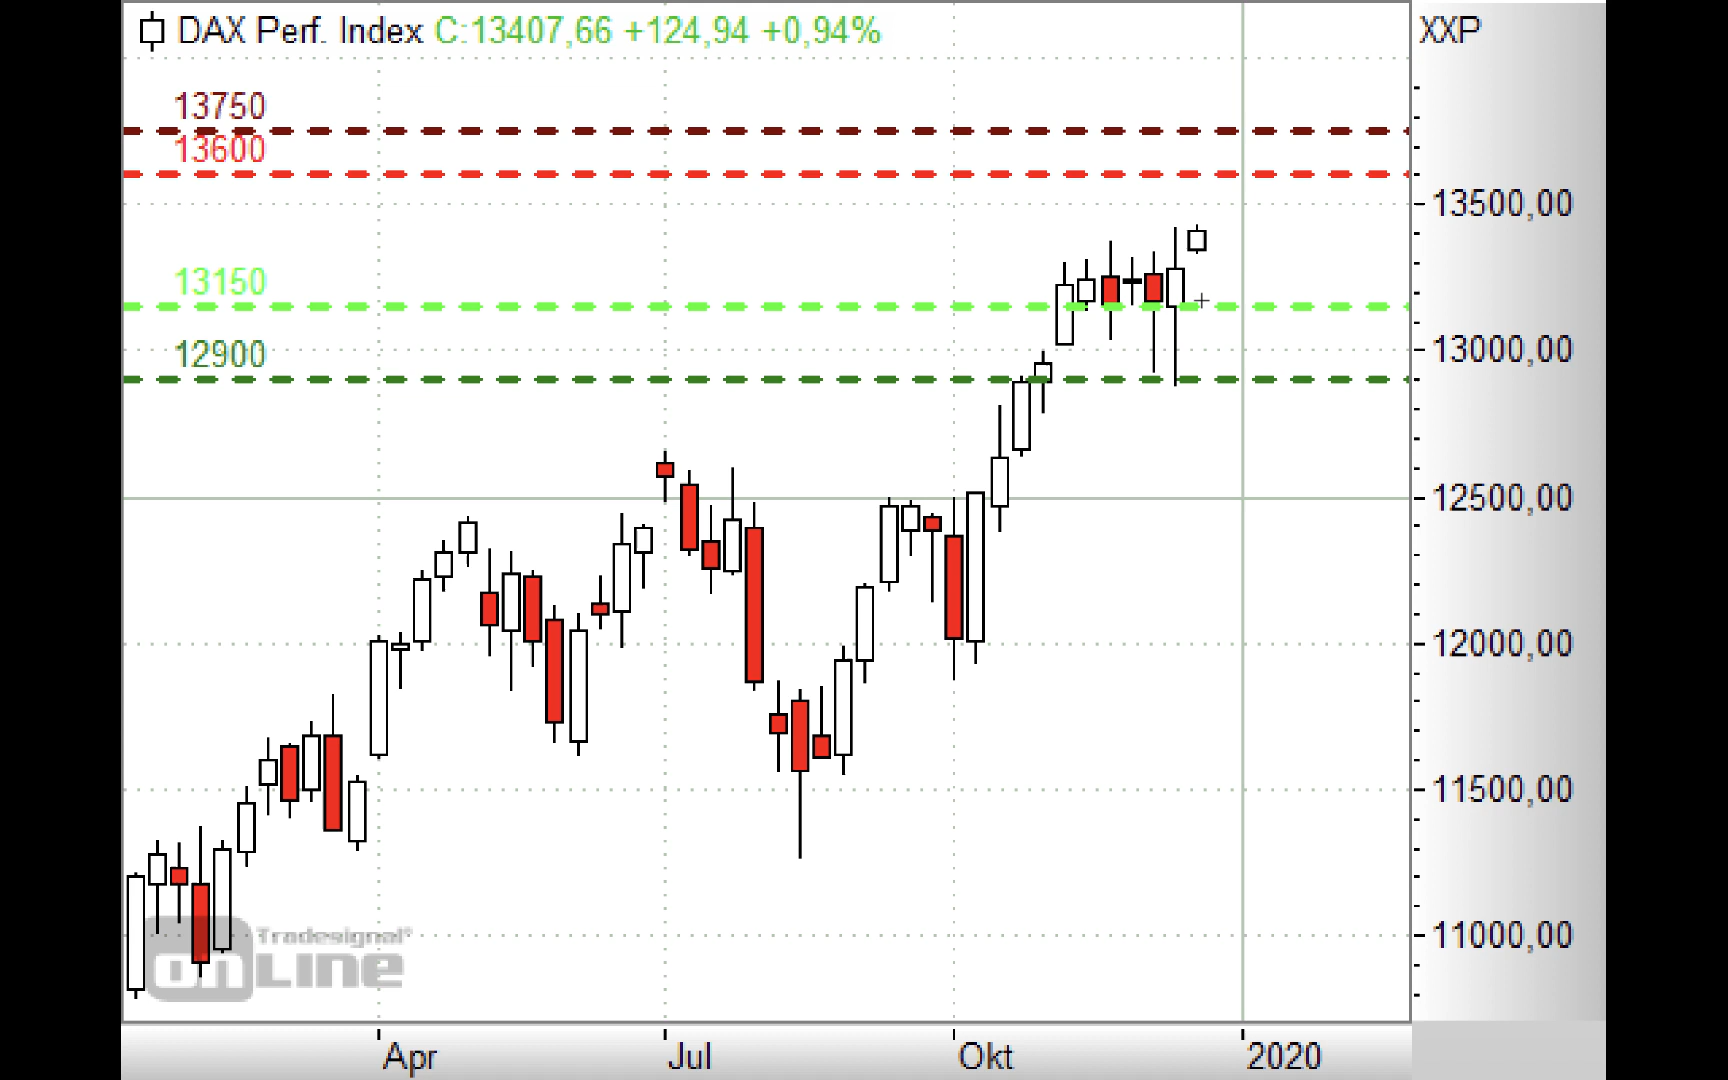 DAX Perf. Index C:13407,66 +124,94 +0,94%
XXP
13750
13600
13500,00
13150
13000,00
12900
12500,00
12000,00
11500,00
11000,00
Tradesignal®
onLine
Apr
Jul
Okt
2020